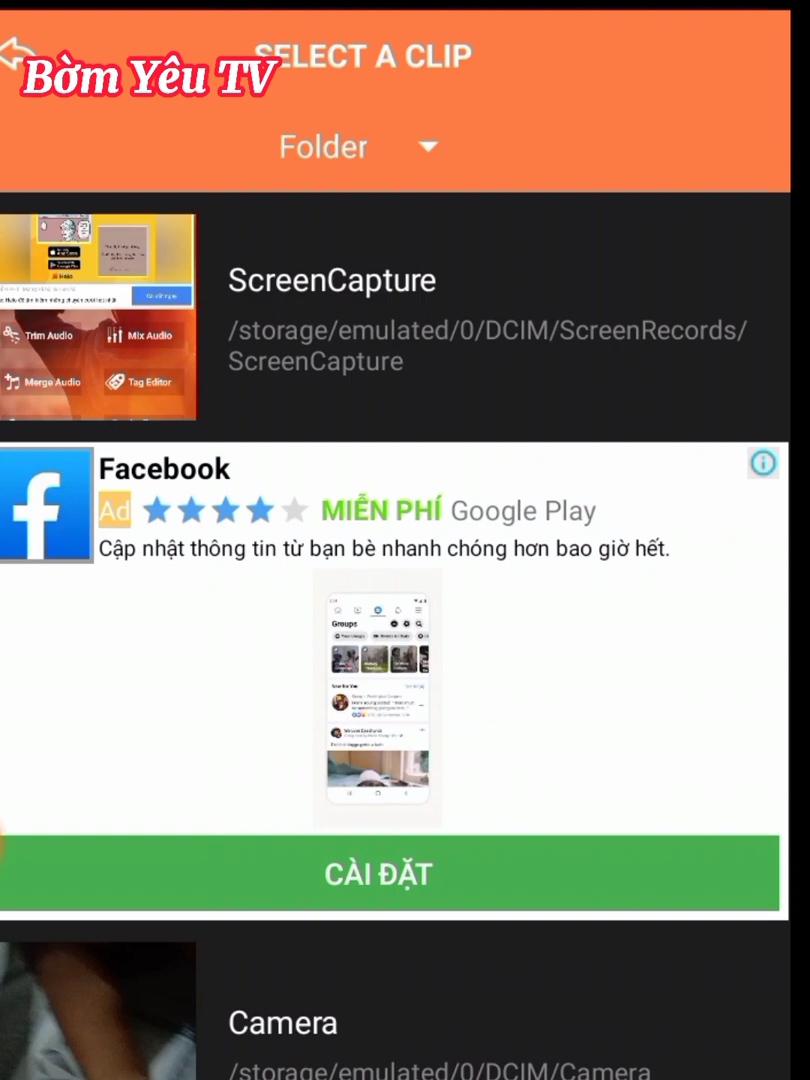 SELECT A CLIP
Bờm Yêu TV
Folder
ScreenCapture
/storage/emulated/0/DCIM/ScreenRecords/
ScreenCapture
Trim Audio
Mix Audio
Merge Audio
Tag Editor
Facebook
Ad MIỄN PHÍ Google Play
Cập nhật thông tin từ bạn bè nhanh chóng hơn bao giờ hết.
Groups
CÀI ĐẶT
Camera
/storage/emulated/0/DCIM/Camera